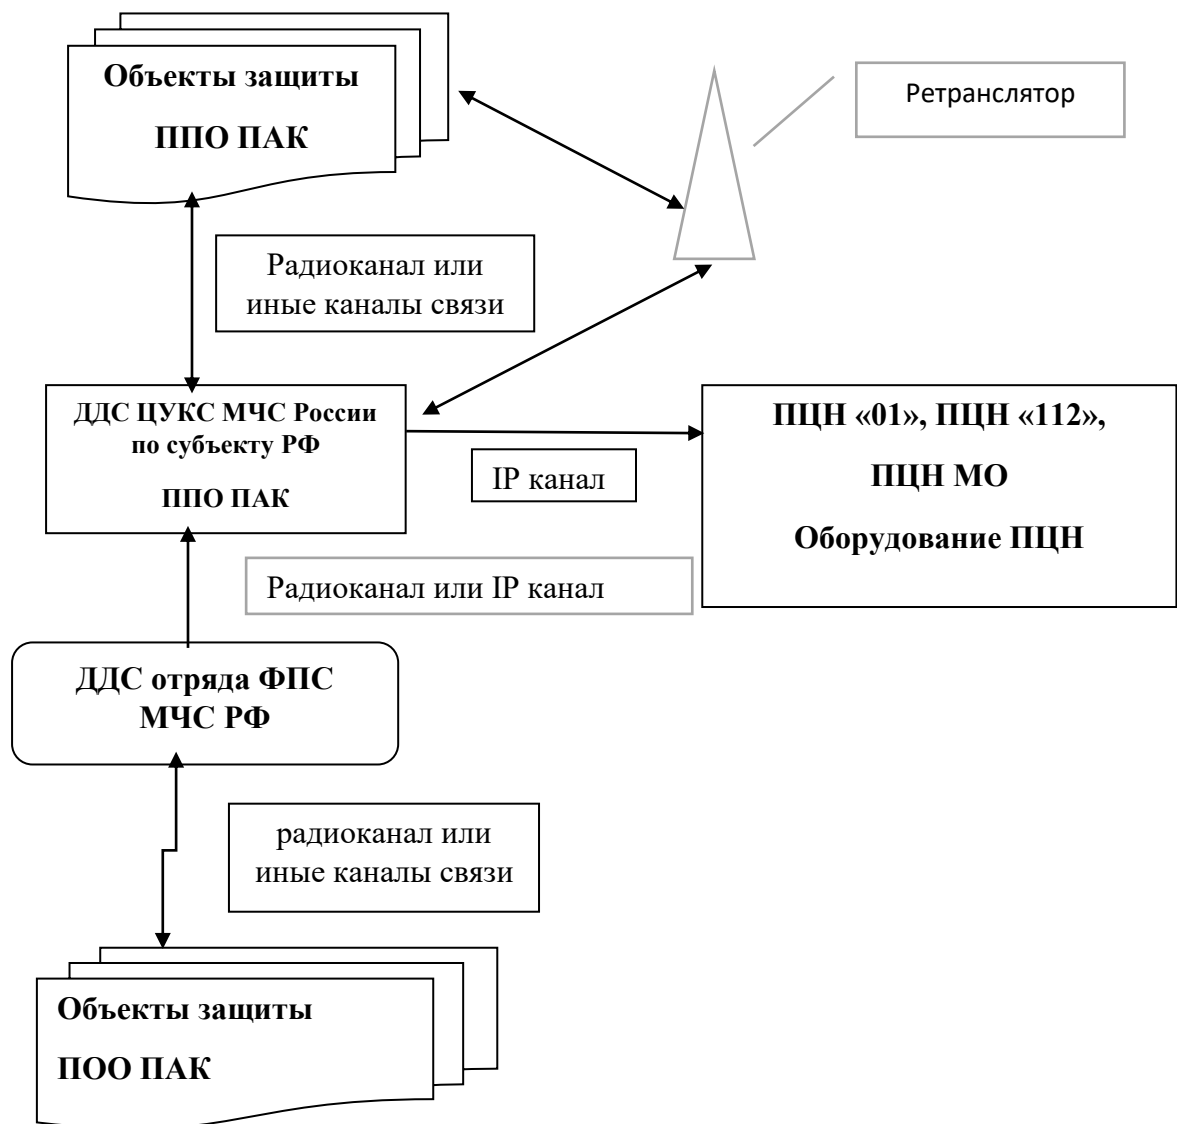 Объекты защиты
ППО ПАК
Ретранслятор
Радиоканал или
иные каналы связи
ДДС ЦУКС МЧС России
по субъекту РФ
ППО ПАК
IP канал
ПЦН «01», ПЦН «112»,
ПЦН МО
Оборудование ПЦН
Радиоканал или IP канал
ДДС отряда ФПС
МЧС РФ
радиоканал или
иные каналы связи
Объекты защиты
ПОО ПАК